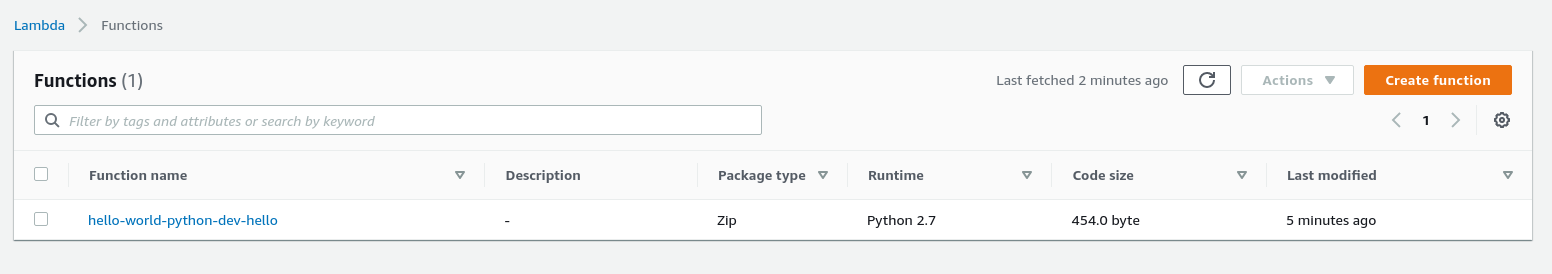 Lambda Functions
Functions (1) Last fetched 2 minutes ago Actions Create function
Filter by tags and attributes or search by keyword 1
Function name Description Package type Runtime Code size Last modified
hello-world-python-dev-hello - Zip Python 2.7 454.0 byte 5 minutes ago